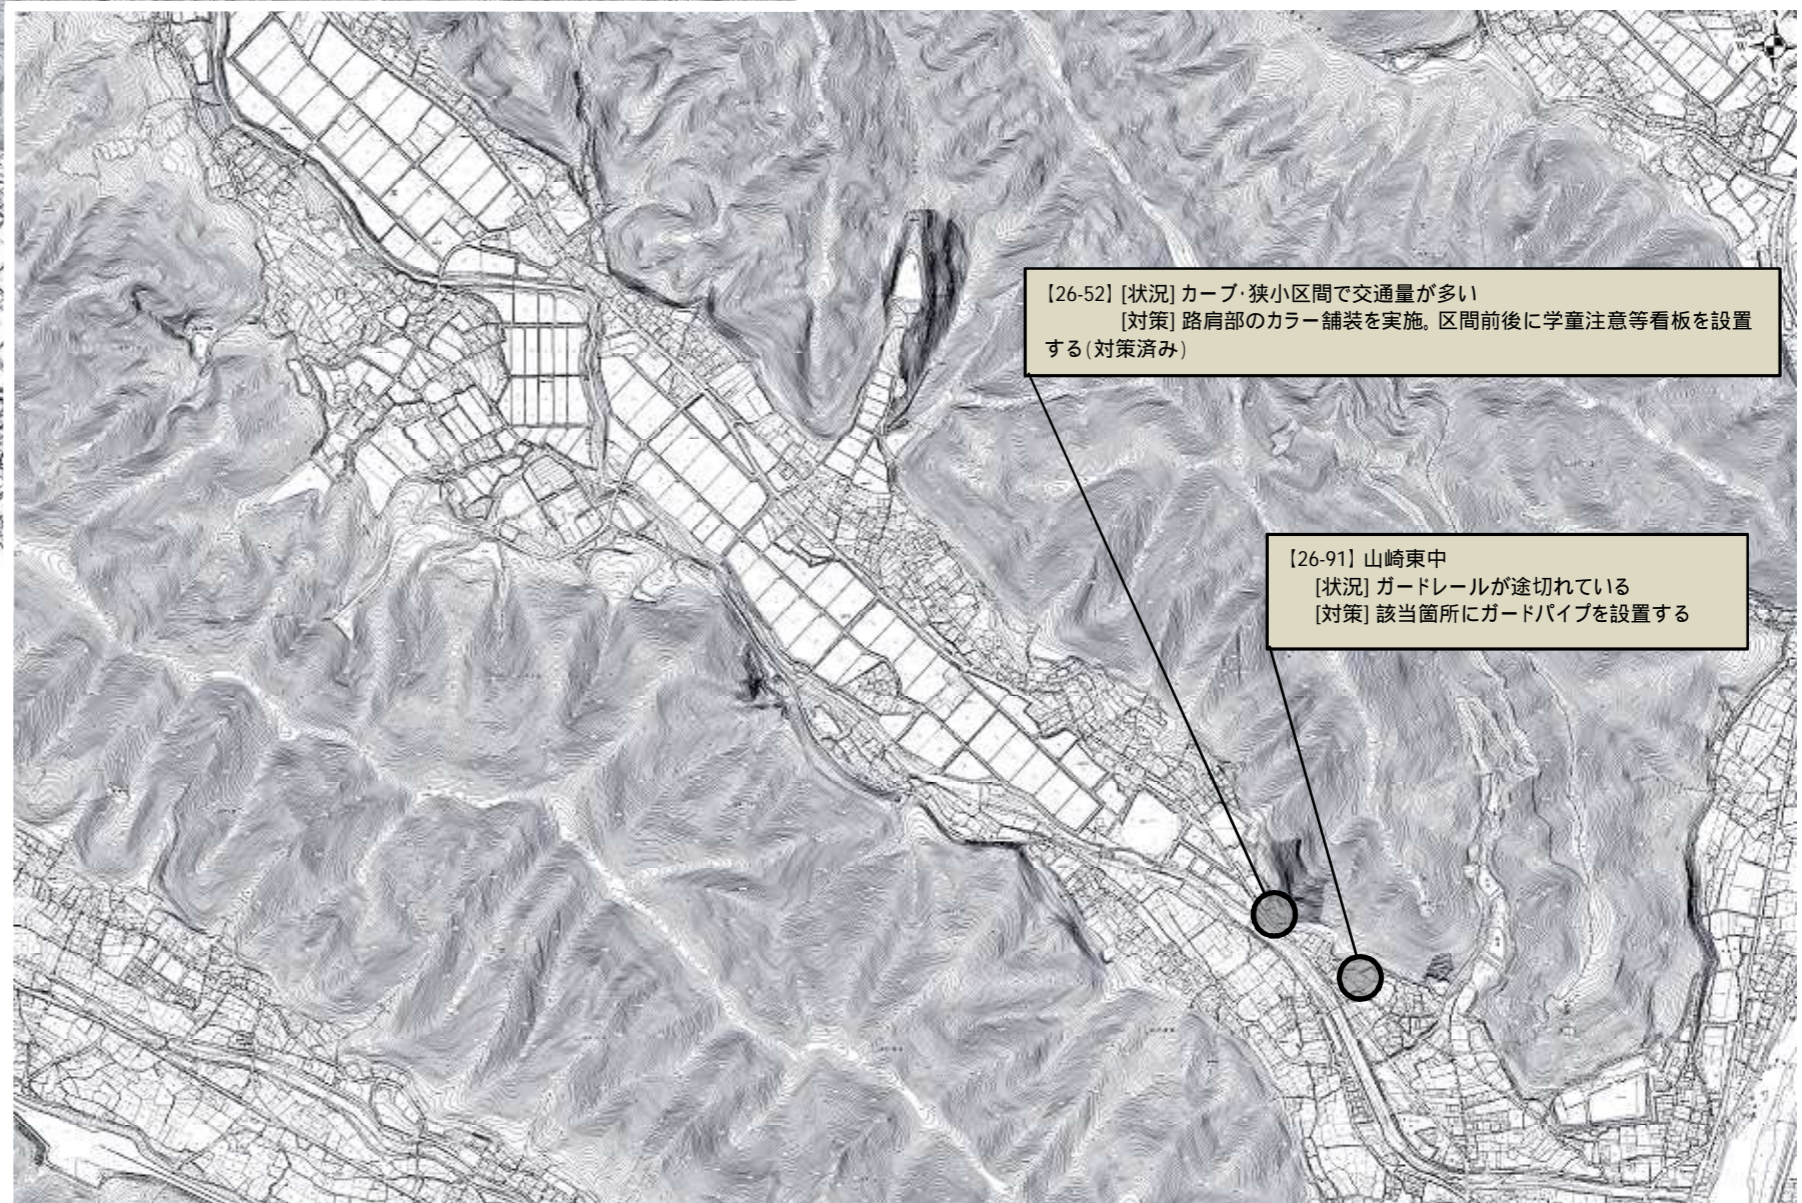 【26-52】 [状況] カーブ・狭小区間で交通量が多い
[対策] 路肩部のカラー舗装を実施。区間前後に学童注意等看板を設置
する(対策済み)
【26-91】 山崎東中
[状況] ガードレールが途切れている
[対策] 該当箇所にガードパイプを設置する